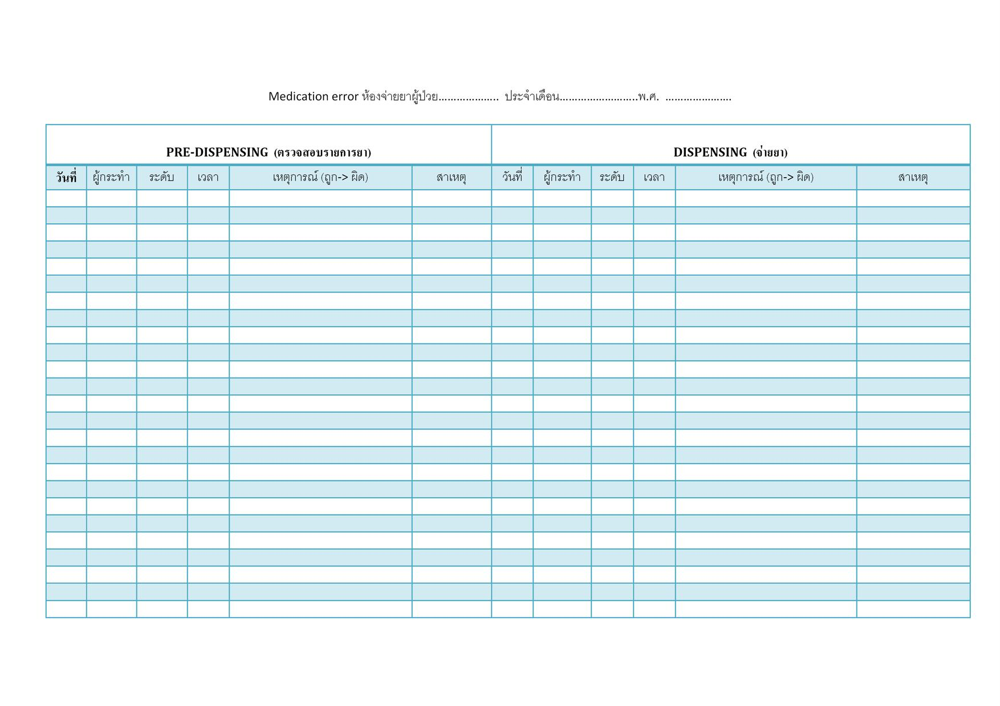 Medication error ห้องจ่ายยาผู้ป่วย……………….. ประจำเดือน……………………..พ.ศ. ………………….
PRE-DISPENSING (ตรวจสอบรายการยา) DISPENSING (จ่ายยา)
วันที่ ผู้กระทำ ระดับ เวลา เหตุการณ์ (ถูก-> ผิด) สาเหตุ วันที่ ผู้กระทำ ระดับ เวลา เหตุการณ์ (ถูก-> ผิด) สาเหตุ